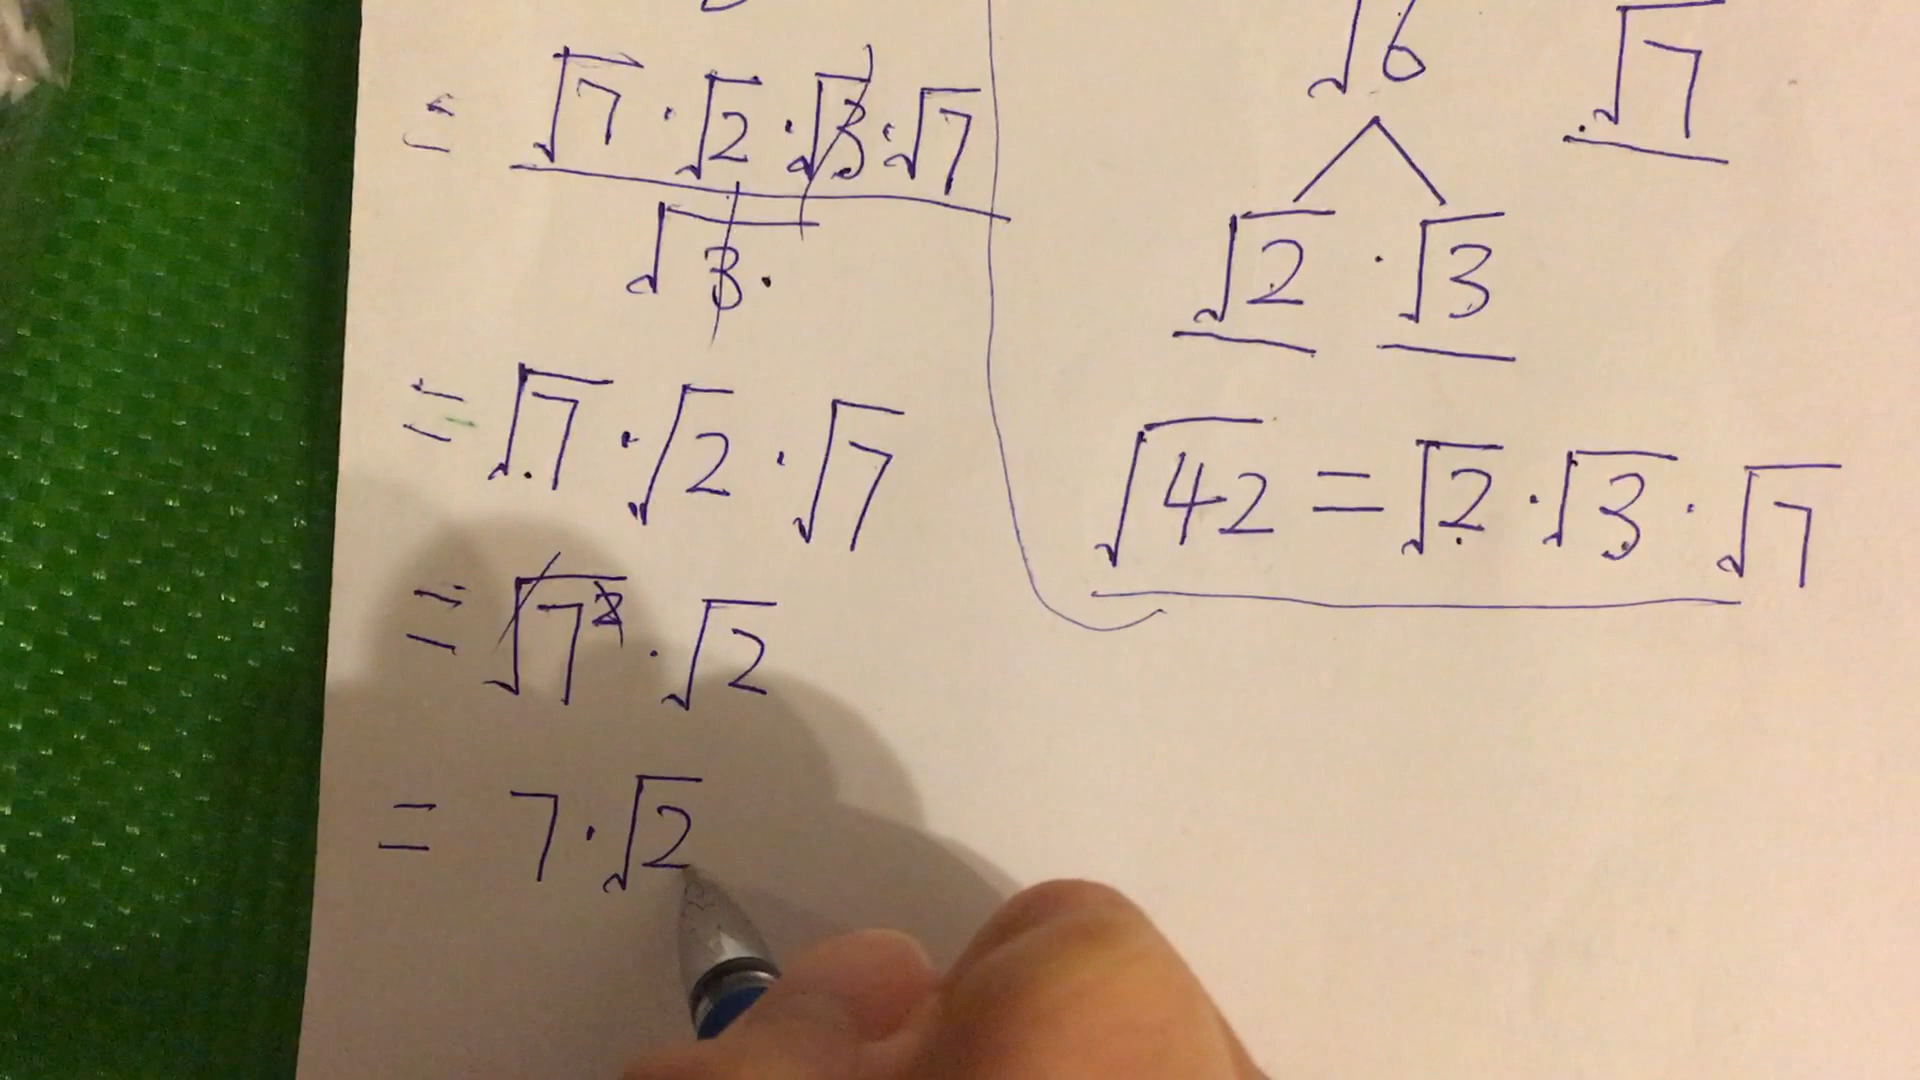 = √7 · √2 · √3 · √7
√3
= √7 · √2 · √7
= √7² · √2
= 7 · √2
√6 √7
√2 · √3
√42 = √2 · √3 · √7